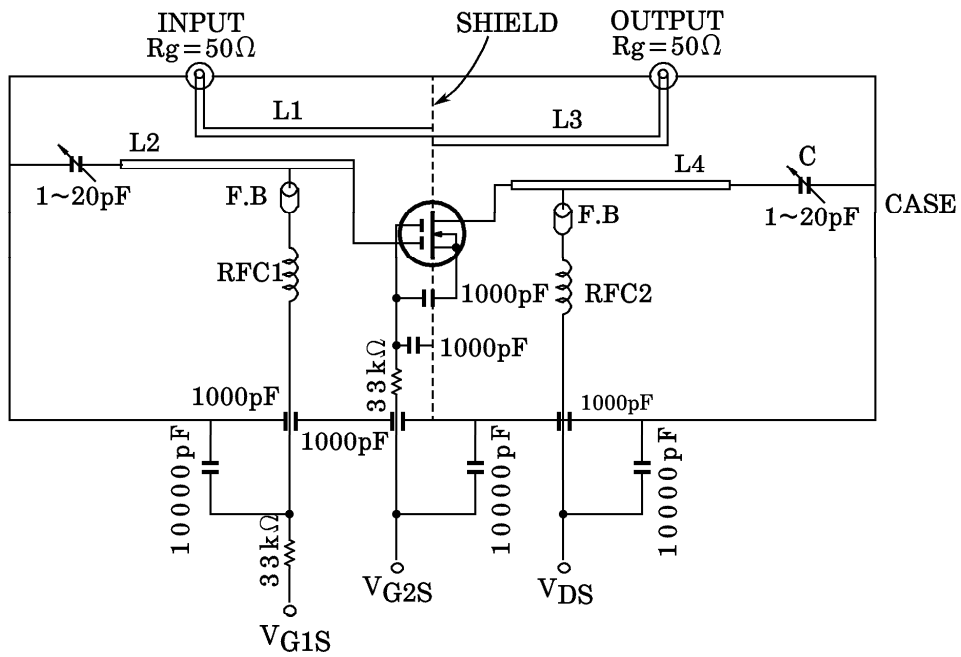 INPUT
Rg=50Ω
SHIELD
OUTPUT
Rg=50Ω
L1
L3
L2
L4
C
1~20pF
F.B
F.B
1~20pF
CASE
RFC1
1000pF
RFC2
1000pF
33kΩ
1000pF
1000pF
1000pF
10000pF
10000pF
10000pF
33kΩ
VG2S
VDS
VG1S